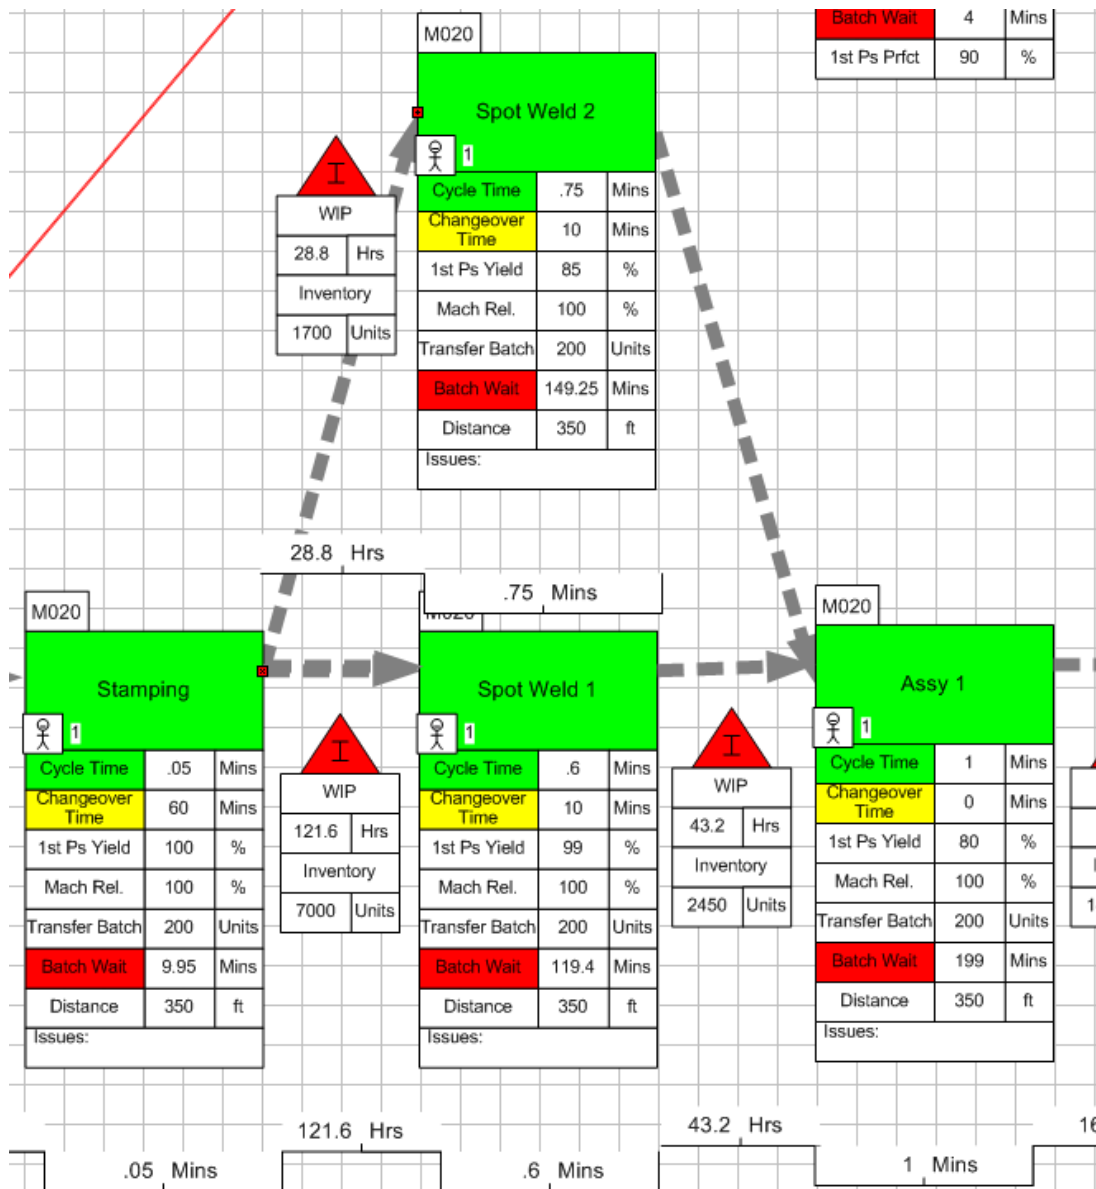 M020
Spot Weld 2
1
Cycle Time .75 Mins
Changeover Time 10 Mins
1st Ps Yield 85 %
Mach Rel. 100 %
Transfer Batch 200 Units
Batch Wait 149.25 Mins
Distance 350 ft
Issues:
Batch Wait 4 Mins
1st Ps Prfct 90 %
I
WIP
28.8 Hrs
Inventory
1700 Units
28.8 Hrs
.75 Mins
M020
Stamping
1
Cycle Time .05 Mins
Changeover Time 60 Mins
1st Ps Yield 100 %
Mach Rel. 100 %
Transfer Batch 200 Units
Batch Wait 9.95 Mins
Distance 350 ft
Issues:
I
WIP
121.6 Hrs
Inventory
7000 Units
M020
Spot Weld 1
1
Cycle Time .6 Mins
Changeover Time 10 Mins
1st Ps Yield 99 %
Mach Rel. 100 %
Transfer Batch 200 Units
Batch Wait 119.4 Mins
Distance 350 ft
Issues:
I
WIP
43.2 Hrs
Inventory
2450 Units
M020
Assy 1
1
Cycle Time 1 Mins
Changeover Time 0 Mins
1st Ps Yield 80 %
Mach Rel. 100 %
Transfer Batch 200 Units
Batch Wait 199 Mins
Distance 350 ft
Issues:
121.6 Hrs
43.2 Hrs
16
.05 Mins
.6 Mins
1 Mins